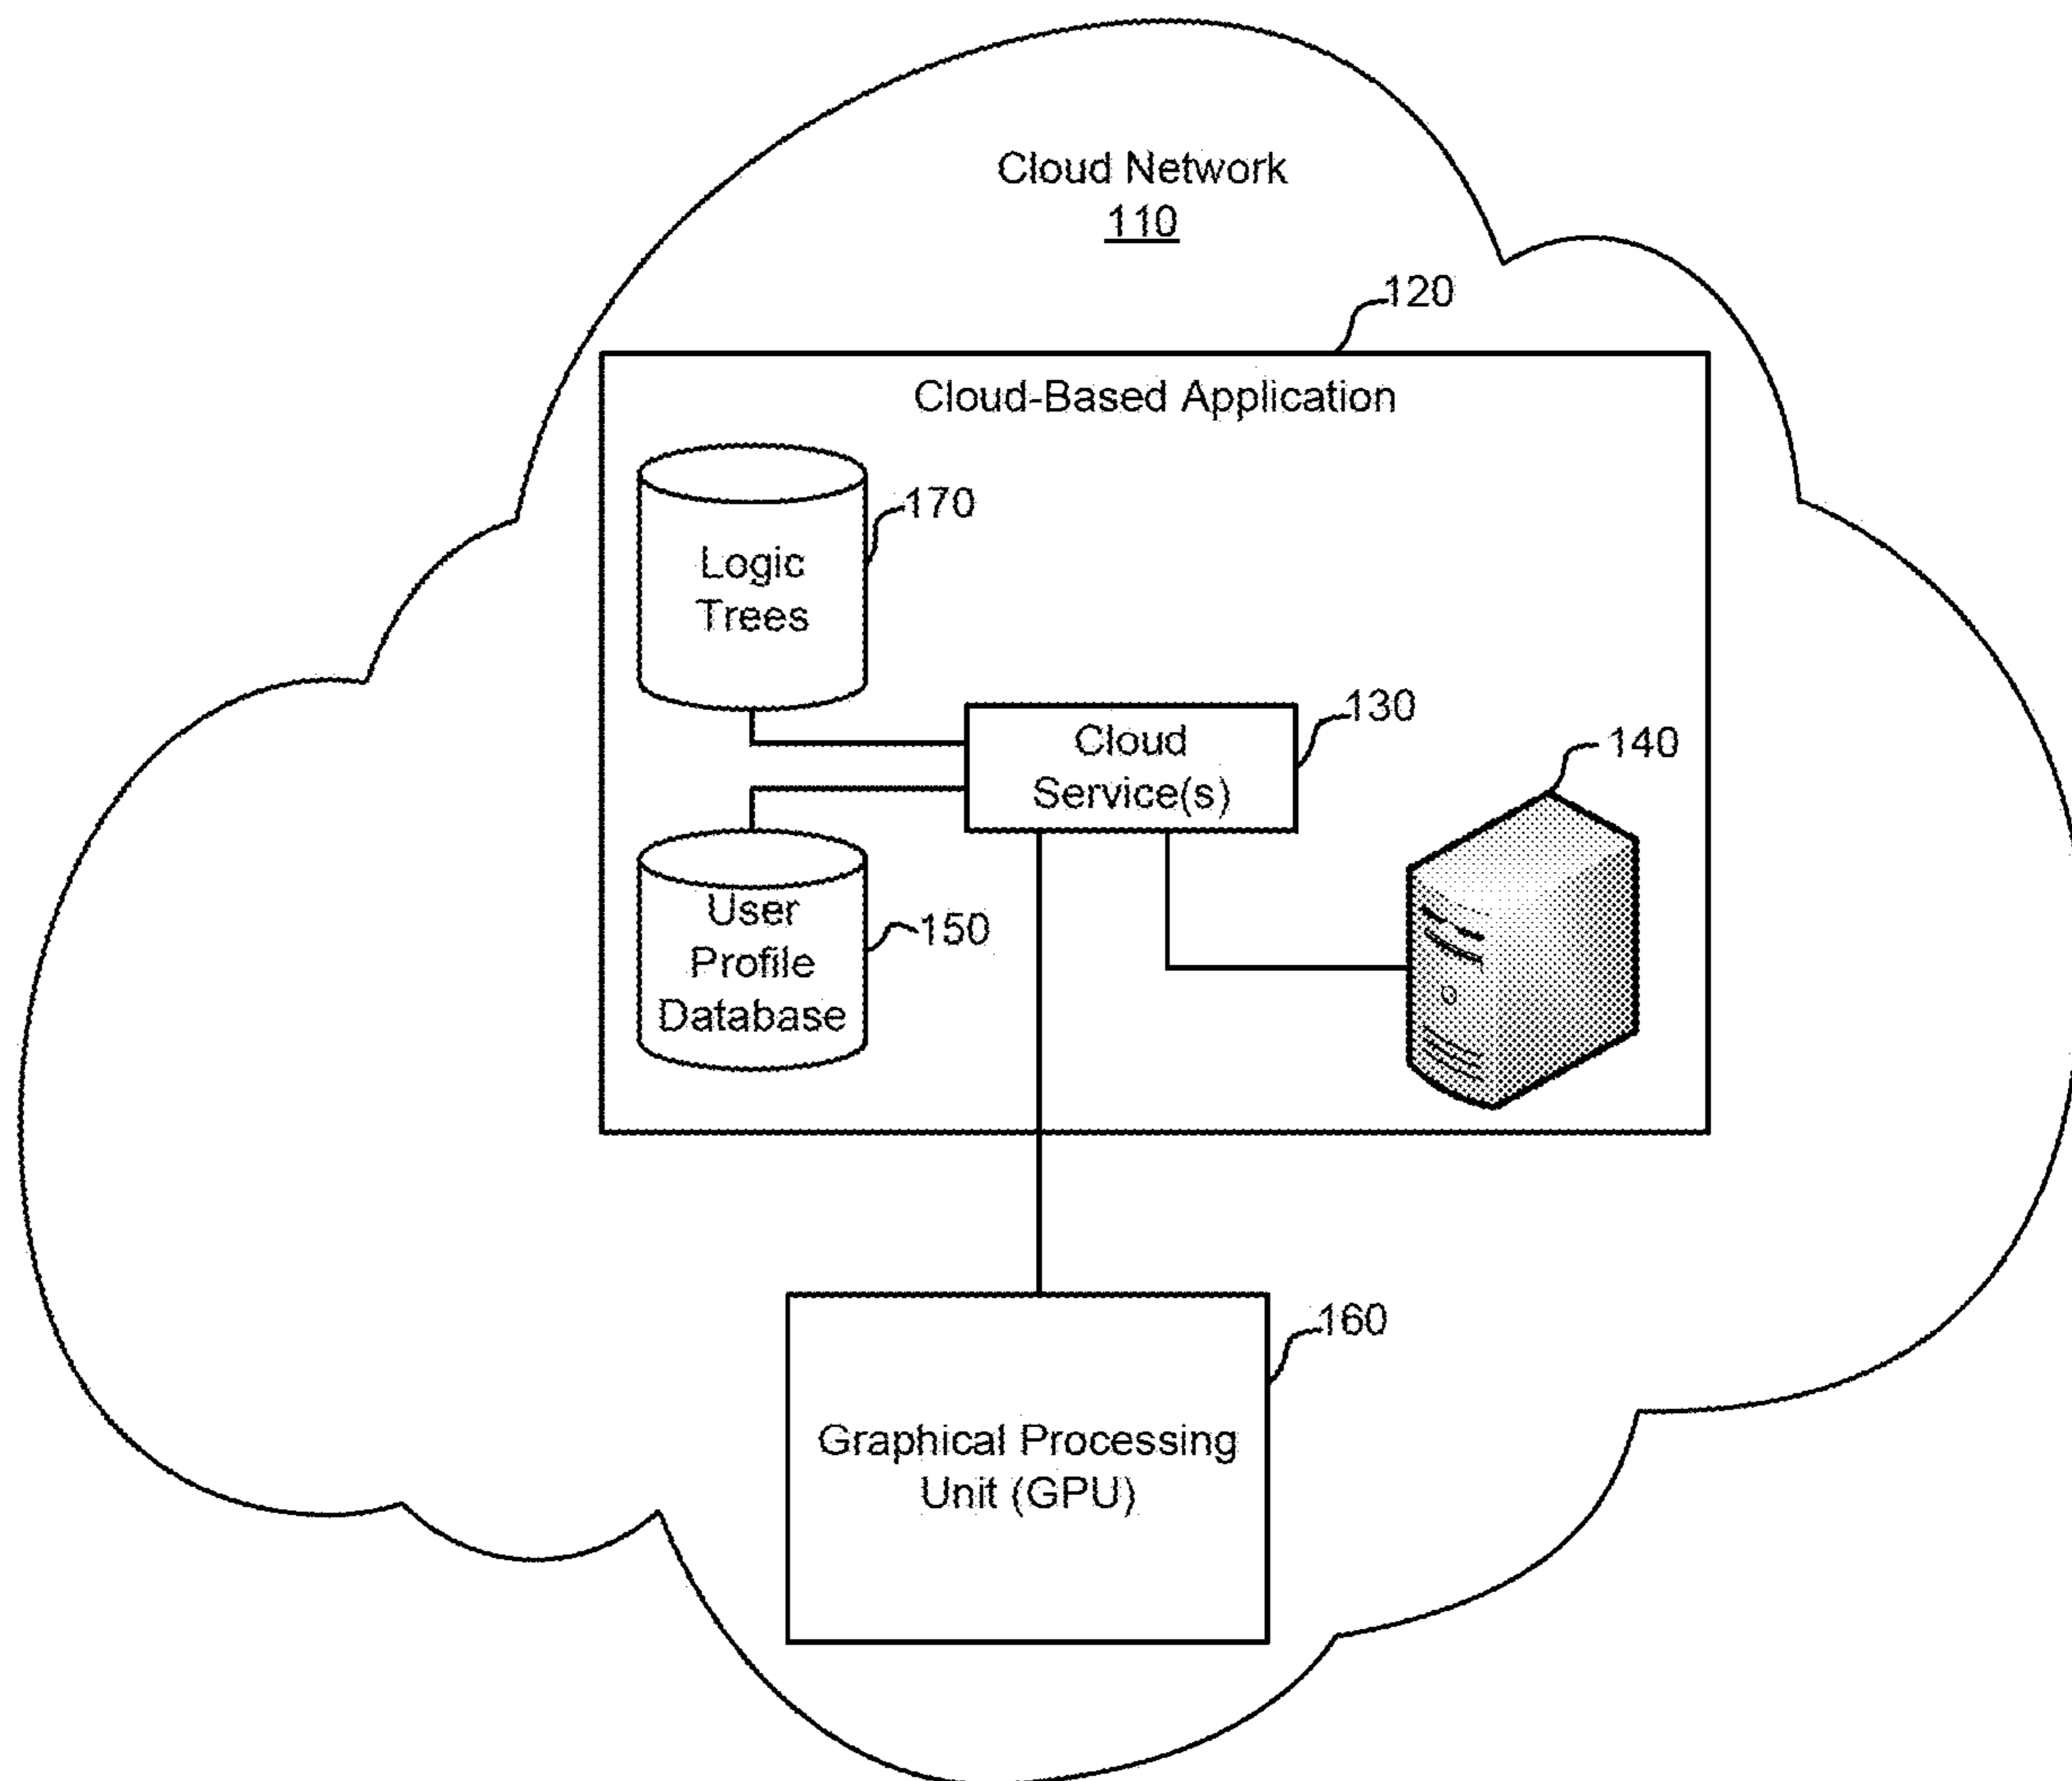 Cloud Network
110
120
Cloud-Based Application
170
Logic
Trees
130
Cloud
Service(s)
140
User
Profile
Database
150
160
Graphical Processing
Unit (GPU)